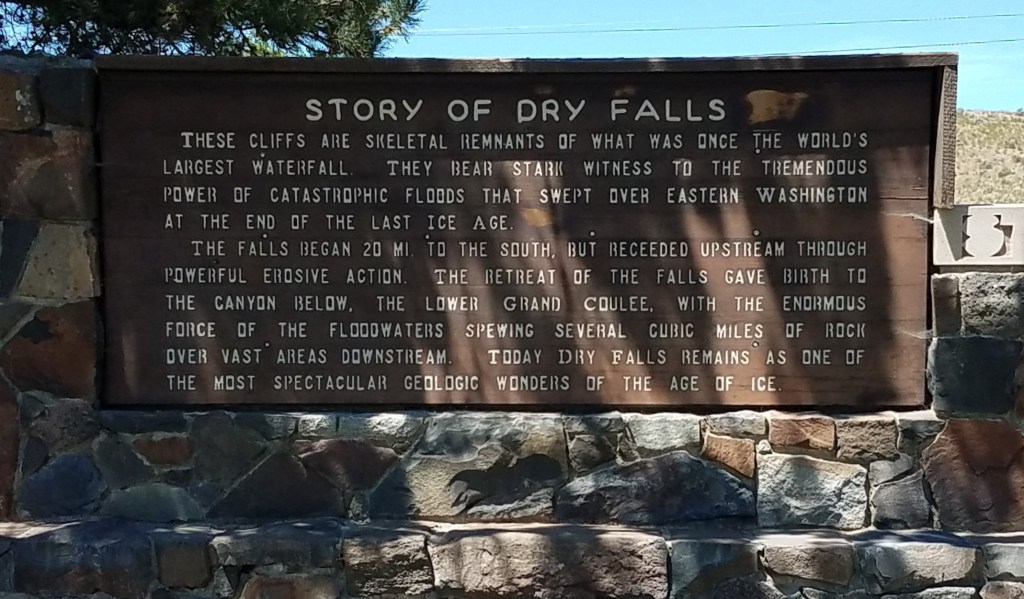 STORY OF DRY FALLS
THESE CLIFFS ARE SKELETAL REMNANTS OF WHAT WAS ONCE THE WORLD'S
LARGEST WATERFALL. THEY BEAR STARK WITNESS TO THE TREMENDOUS
POWER OF CATASTROPHIC FLOODS THAT SWEPT OVER EASTERN WASHINGTON
AT THE END OF THE LAST ICE AGE.
THE FALLS BEGAN 20 MI. TO THE SOUTH, BUT RECEEDED UPSTREAM THROUGH
POWERFUL EROSIVE ACTION. THE RETREAT OF THE FALLS GAVE BIRTH TO
THE CANYON BELOW, THE LOWER GRAND COULEE, WITH THE ENORMOUS
FORCE OF THE FLOODWATERS SPEWING SEVERAL CUBIC MILES OF ROCK
OVER VAST AREAS DOWNSTREAM. TODAY DRY FALLS REMAINS AS ONE OF
THE MOST SPECTACULAR GEOLOGIC WONDERS OF THE AGE OF ICE.